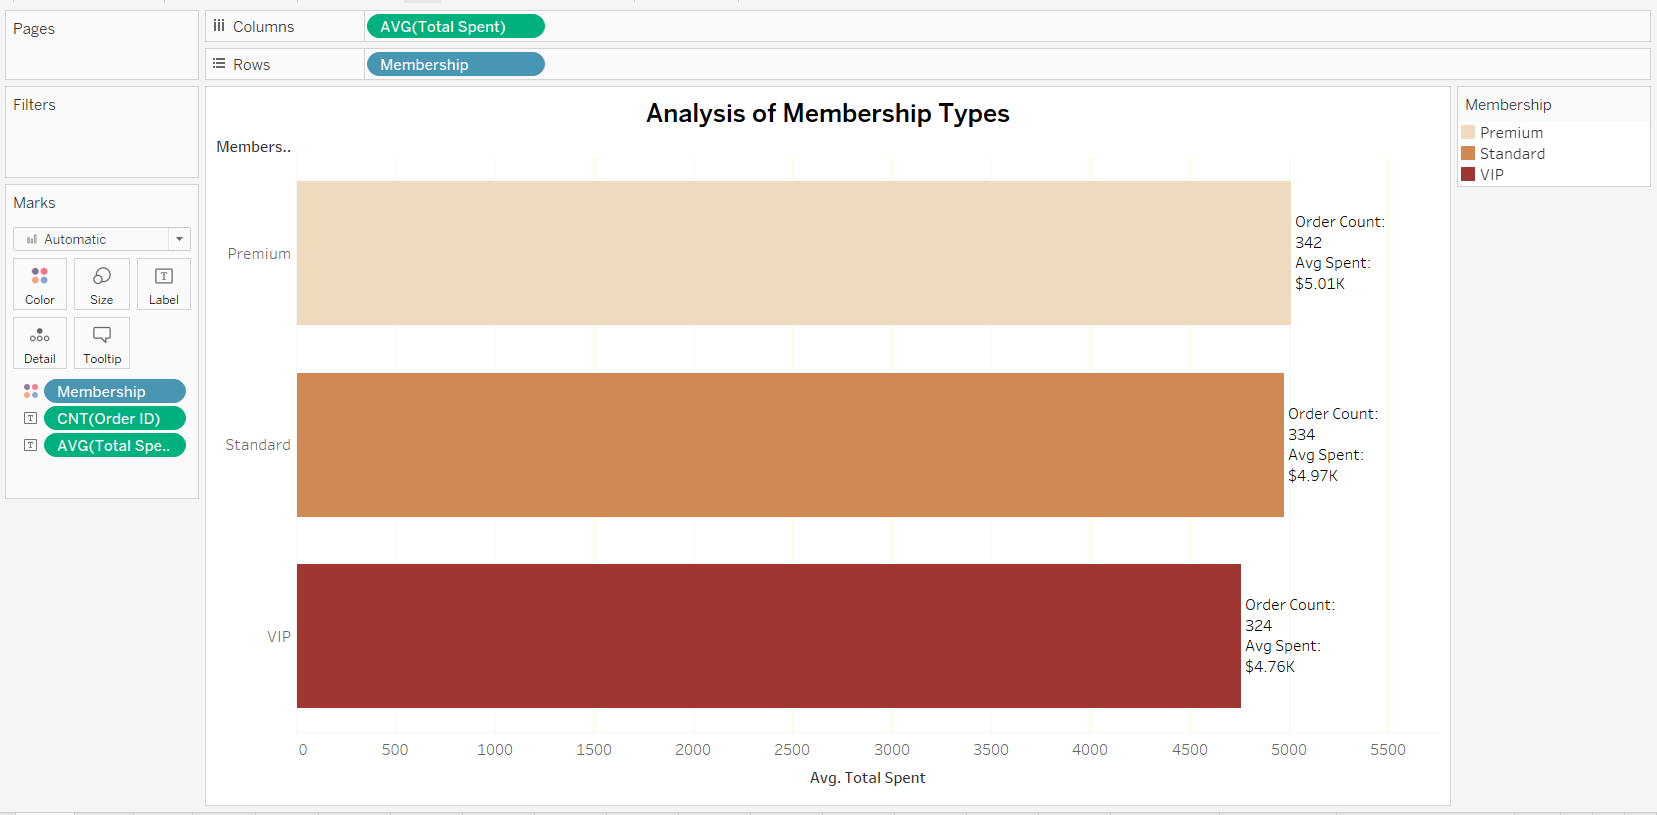 Pages
Columns
AVG(Total Spent)
Rows
Membership
Filters
Marks
Automatic
Color
Size
Label
Detail
Tooltip
Membership
CNT(Order ID)
AVG(Total Spe..
Analysis of Membership Types
Members..
Premium
Order Count:
342
Avg Spent:
$5.01K
Standard
Order Count:
334
Avg Spent:
$4.97K
VIP
Order Count:
324
Avg Spent:
$4.76K
0 500 1000 1500 2000 2500 3000 3500 4000 4500 5000 5500
Avg. Total Spent
Membership
Premium
Standard
VIP